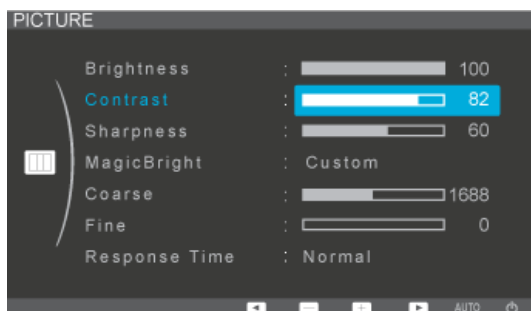 PICTURE
Brightness : 100
Contrast : 82
Sharpness : 60
MagicBright : Custom
Coarse : 1688
Fine : 0
Response Time : Normal
AUTO